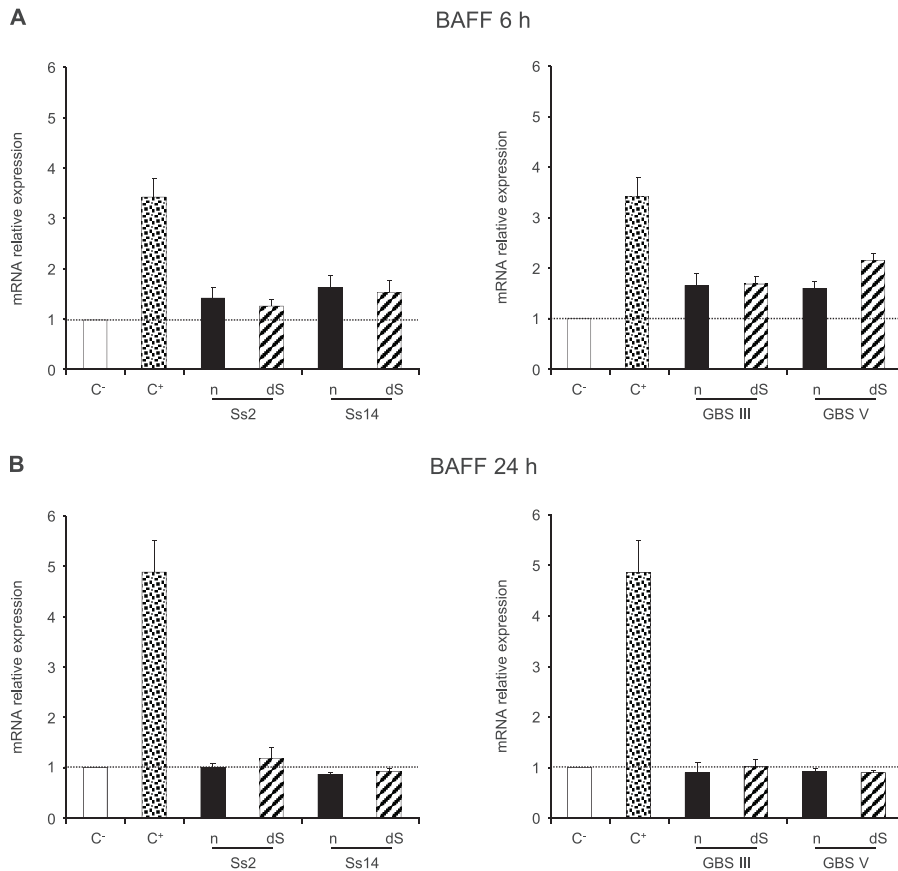 A
BAFF 6 h
mRNA relative expression
6
5
4
3
2
1
0
C- C+ n dS n dS
Ss2 Ss14
mRNA relative expression
6
5
4
3
2
1
0
C- C+ n dS n dS
GBS III GBS V
B
BAFF 24 h
mRNA relative expression
6
5
4
3
2
1
0
C- C+ n dS n dS
Ss2 Ss14
mRNA relative expression
6
5
4
3
2
1
0
C- C+ n dS n dS
GBS III GBS V